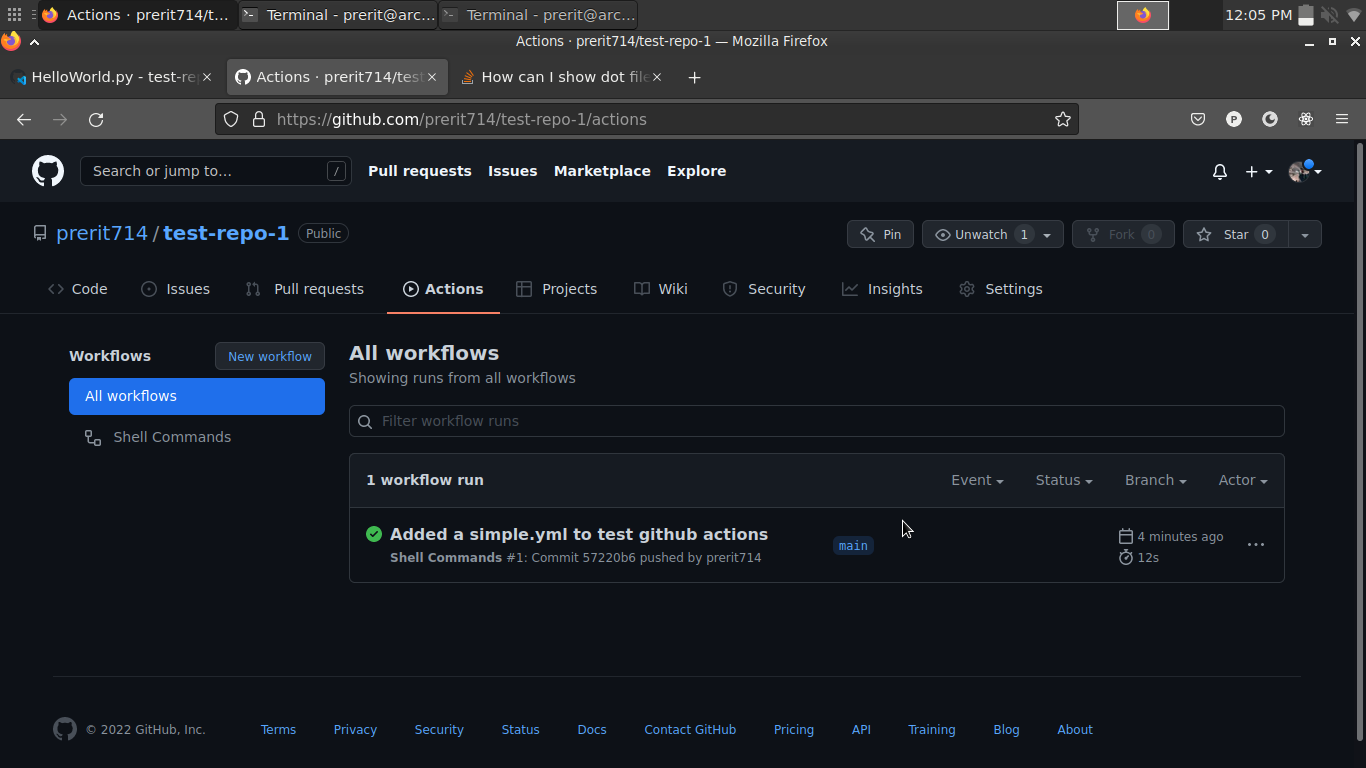 Actions · prerit714/t...
Terminal - prerit@arc...
Terminal - prerit@arc...
12:05 PM
Actions · prerit714/test-repo-1 — Mozilla Firefox
HelloWorld.py - test-re
Actions · prerit714/test
How can I show dot file
https://github.com/prerit714/test-repo-1/actions
P
Search or jump to...
/
Pull requests
Issues
Marketplace
Explore
prerit714 / test-repo-1
Public
Pin
Unwatch 1
Fork 0
Star 0
Code
Issues
Pull requests
Actions
Projects
Wiki
Security
Insights
Settings
Workflows
New workflow
All workflows
Shell Commands
All workflows
Showing runs from all workflows
Filter workflow runs
1 workflow run
Event
Status
Branch
Actor
Added a simple.yml to test github actions
Shell Commands #1: Commit 57220b6 pushed by prerit714
main
4 minutes ago
12s
© 2022 GitHub, Inc.
Terms
Privacy
Security
Status
Docs
Contact GitHub
Pricing
API
Training
Blog
About